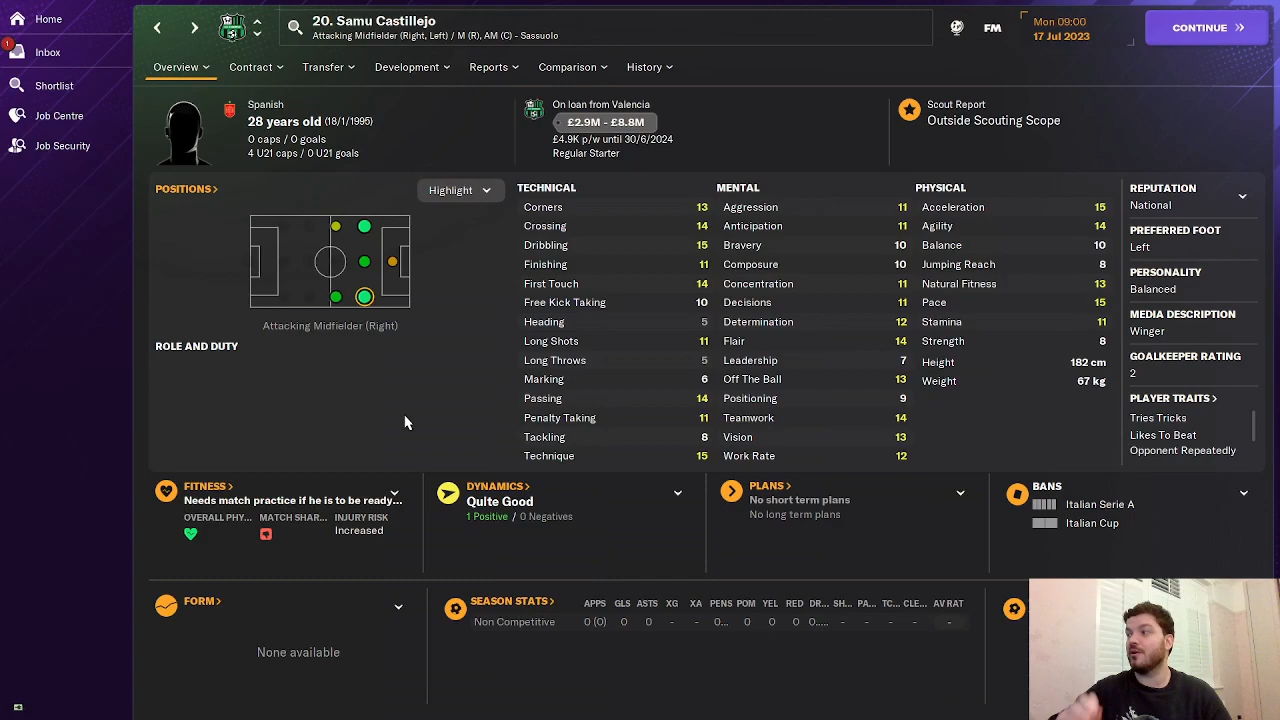 Home
Inbox
1
Shortlist
Job Centre
Job Security
20. Samu Castillejo
Attacking Midfielder (Right, Left) / M (R), AM (C) - Sassuolo
FM
Mon 09:00
17 Jul 2023
CONTINUE
Overview Contract Transfer Development Reports Comparison History
Spanish
28 years old (18/1/1995)
0 caps / 0 goals
4 U21 caps / 0 U21 goals
On loan from Valencia
£2.9M - £8.8M
£4.9K p/w until 30/6/2024
Regular Starter
Scout Report
Outside Scouting Scope
POSITIONS
Highlight
Attacking Midfielder (Right)
ROLE AND DUTY
TECHNICAL
Corners 13
Crossing 14
Dribbling 15
Finishing 11
First Touch 14
Free Kick Taking 10
Heading 5
Long Shots 11
Long Throws 5
Marking 6
Passing 14
Penalty Taking 11
Tackling 8
Technique 15
MENTAL
Aggression 11
Anticipation 11
Bravery 10
Composure 10
Concentration 11
Decisions 11
Determination 12
Flair 14
Leadership 7
Off The Ball 13
Positioning 9
Teamwork 14
Vision 13
Work Rate 12
PHYSICAL
Acceleration 15
Agility 14
Balance 10
Jumping Reach 8
Natural Fitness 13
Pace 15
Stamina 11
Strength 8
Height 182 cm
Weight 67 kg
REPUTATION
National
PREFERRED FOOT
Left
PERSONALITY
Balanced
MEDIA DESCRIPTION
Winger
GOALKEEPER RATING
2
PLAYER TRAITS
Tries Tricks
Likes To Beat
Opponent Repeatedly
FITNESS
Needs match practice if he is to be ready...
OVERALL PHY... MATCH SHAR... INJURY RISK
Increased
DYNAMICS
Quite Good
1 Positive / 0 Negatives
PLANS
No short term plans
No long term plans
BANS
Italian Serie A
Italian Cup
FORM
None available
SEASON STATS APPS GLS ASTS XG XA PENS POM YEL RED DR... SH... PA... TC... CLE... AV RAT
Non Competitive 0 (0) 0 0 - - 0... 0 0 0 0..... - - - - -